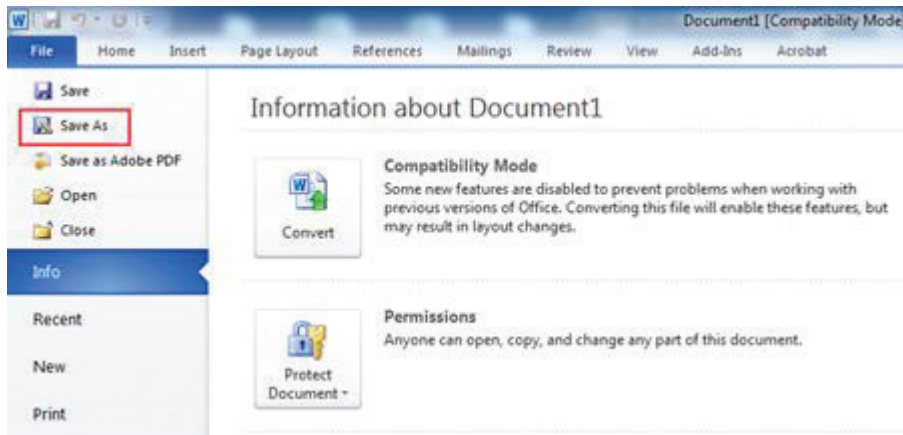 Document1 [Compatibility Mode
File Home Insert Page Layout References Mailings Review View Add-Ins Acrobat
Save
Save As
Save as Adobe PDF
Open
Close
Info
Recent
New
Print
Information about Document1
Convert
Compatibility Mode
Some new features are disabled to prevent problems when working with
previous versions of Office. Converting this file will enable these features, but
may result in layout changes.
Protect
Document
Permissions
Anyone can open, copy, and change any part of this document.